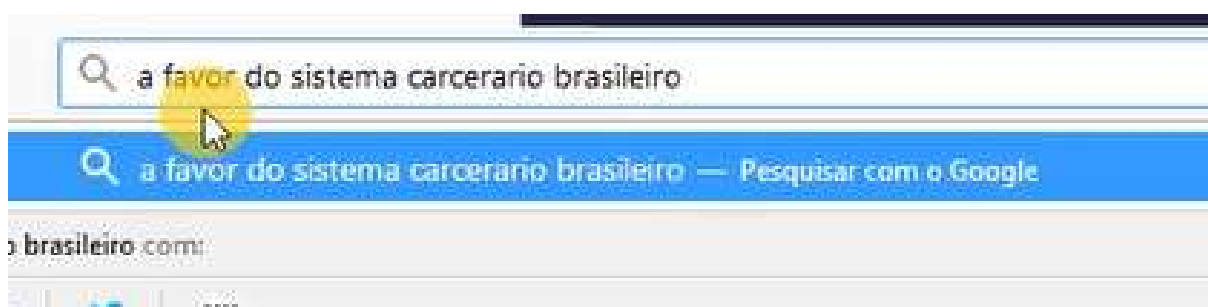 a favor do sistema carcerario brasileiro
a favor do sistema carcerario brasileiro — Pesquisar com o Google
o brasileiro com: